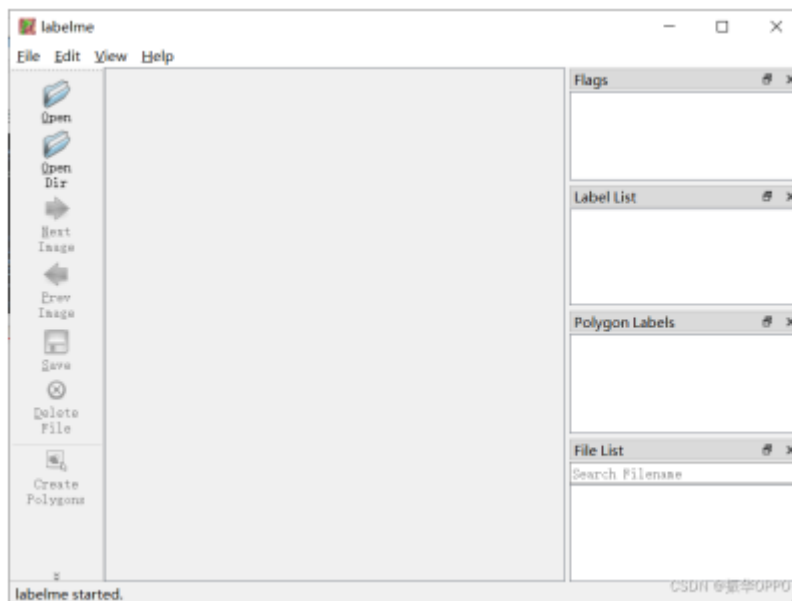 labelme
File Edit View Help
Open
Open
Dir
Next
Image
Prev
Image
Save
Delete
File
Create
Polygons
Flags
Label List
Polygon Labels
File List
Search Filename
labelme started.
CSDN @振华OPPO